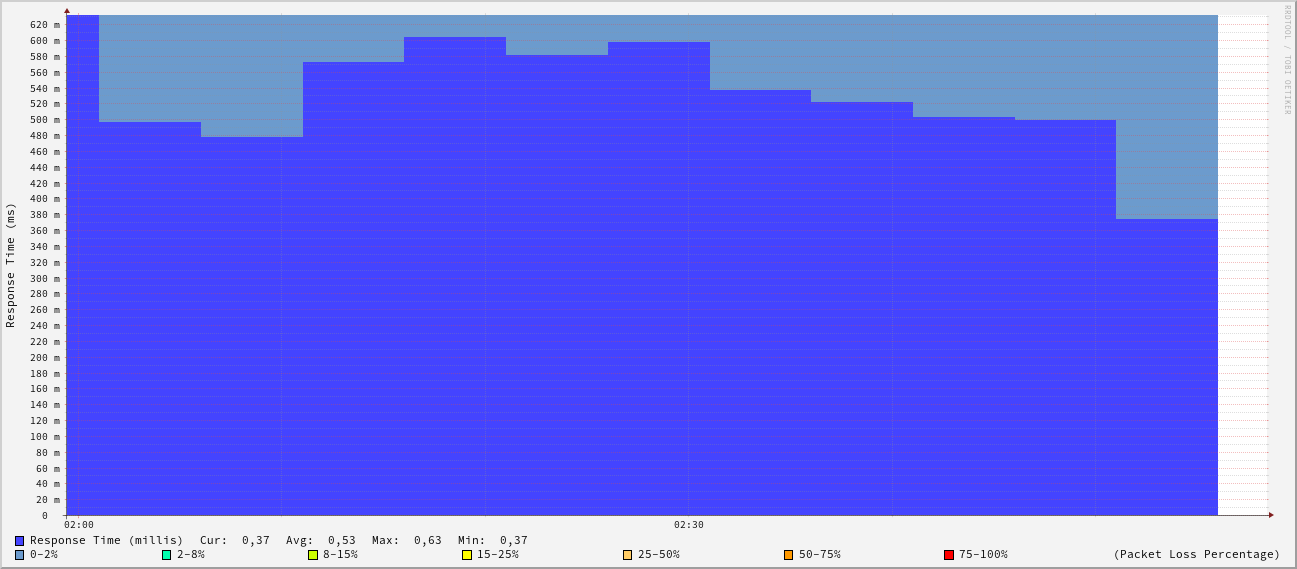 RRDTOOL / TOBI OETIKER
Response Time (ms)
620 m
600 m
580 m
560 m
540 m
520 m
500 m
480 m
460 m
440 m
420 m
400 m
380 m
360 m
340 m
320 m
300 m
280 m
260 m
240 m
220 m
200 m
180 m
160 m
140 m
120 m
100 m
80 m
60 m
40 m
20 m
0
02:00 02:30
Response Time (millis) Cur: 0,37 Avg: 0,53 Max: 0,63 Min: 0,37
0-2% 2-8% 8-15% 15-25% 25-50% 50-75% 75-100% (Packet Loss Percentage)